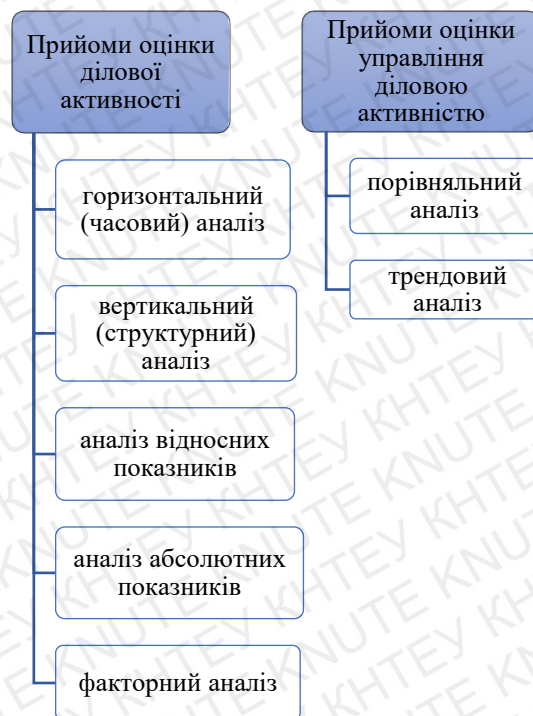 Прийоми оцінки
ділової
активності
горизонтальний
(часовий) аналіз
вертикальний
(структурний)
аналіз
аналіз відносних
показників
аналіз абсолютних
показників
факторний аналіз
Прийоми оцінки
управління
діловою
активністю
порівняльний
аналіз
трендовий
аналіз